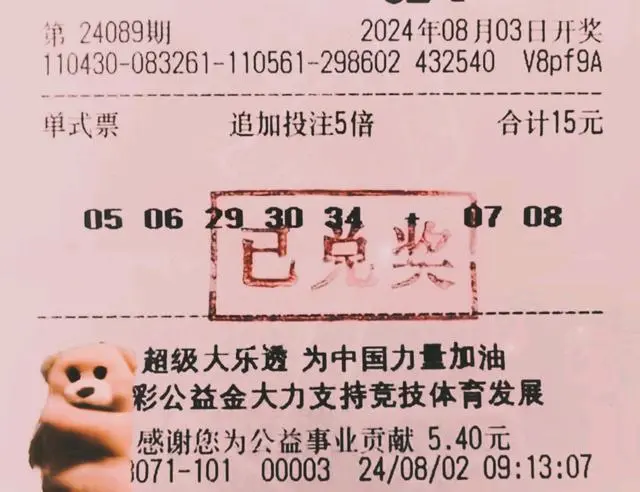 第 24089期 2024年08月03日开奖
110430-083261-110561-298602 432540 V8pf9A
单式票 追加投注5倍 合计15元
05 06 29 30 34 + 07 08
已兑奖
超级大乐透 为中国力量加油
彩公益金大力支持竞技体育发展
感谢您为公益事业贡献 5.40元
3071-101 00003 24/08/02 09:13:07